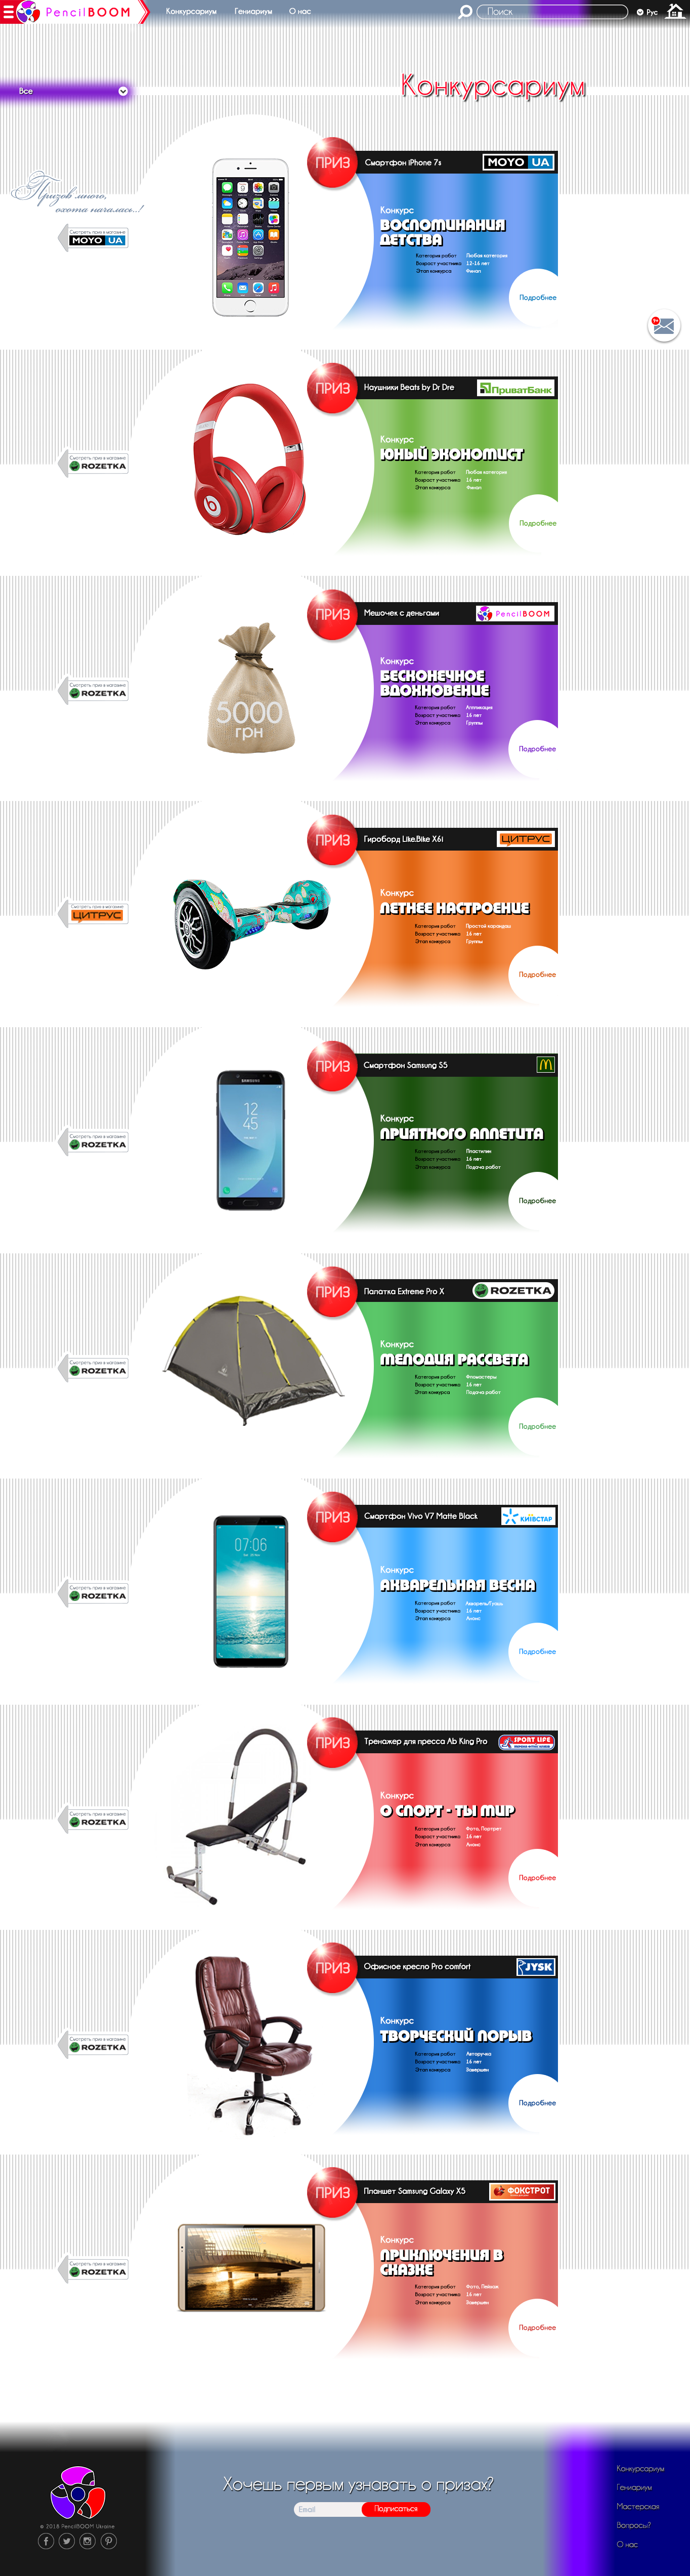 PencilBOOM
Конкурсариум
Гениариум
О нас
Поиск
Рус
Конкурсариум
Все
Призов много,
охота началась..!
ПРИЗ
Смартфон iPhone 7s
MOYO UA
Конкурс
ВОСПОМИНАНИЯ
ДЕТСТВА
Категория работ Любая категория
Возраст участника 12-16 лет
Этап конкурса Финал
Подробнее
Смотреть приз в магазине
MOYO UA
ПРИЗ
Наушники Beats by Dr Dre
ПриватБанк
Конкурс
ЮНЫЙ ЭКОНОМИСТ
Категория работ Любая категория
Возраст участника 16 лет
Этап конкурса Финал
Подробнее
Смотреть приз в магазине
ROZETKA
ПРИЗ
Мешочек с деньгами
PencilBOOM
Конкурс
БЕСКОНЕЧНОЕ
ВДОХНОВЕНИЕ
Категория работ Аппликация
Возраст участника 16 лет
Этап конкурса Группы
Подробнее
5000
грн
Смотреть приз в магазине
ROZETKA
ПРИЗ
Гироборд Like.Bike X6i
ЦИТРУС
Конкурс
ЛЕТНЕЕ НАСТРОЕНИЕ
Категория работ Простой карандаш
Возраст участника 16 лет
Этап конкурса Группы
Подробнее
Смотреть приз в магазине
ЦИТРУС
ПРИЗ
Смартфон Samsung S5
Конкурс
ПРИЯТНОГО АППЕТИТА
Категория работ Пластилин
Возраст участника 16 лет
Этап конкурса Подача работ
Подробнее
SAMSUNG
12
45
Смотреть приз в магазине
ROZETKA
ПРИЗ
Палатка Extreme Pro X
ROZETKA
Конкурс
МЕЛОДИЯ РАССВЕТА
Категория работ Фломастеры
Возраст участника 16 лет
Этап конкурса Подача работ
Подробнее
Смотреть приз в магазине
ROZETKA
ПРИЗ
Смартфон Vivo V7 Matte Black
КИЇВСТАР
Конкурс
АКВАРЕЛЬНАЯ ВЕСНА
Категория работ Акварель/Гуашь
Возраст участника 16 лет
Этап конкурса Анонс
Подробнее
07:06
Смотреть приз в магазине
ROZETKA
ПРИЗ
Тренажер для пресса Ab King Pro
SPORT LIFE
Конкурс
О СПОРТ - ТЫ МИР
Категория работ Фото, Портрет
Возраст участника 16 лет
Этап конкурса Анонс
Подробнее
Смотреть приз в магазине
ROZETKA
ПРИЗ
Офисное кресло Pro comfort
JYSK
Конкурс
ТВОРЧЕСКИЙ ПОРЫВ
Категория работ Авторучка
Возраст участника 16 лет
Этап конкурса Завершен
Подробнее
Смотреть приз в магазине
ROZETKA
ПРИЗ
Планшет Samsung Galaxy X5
ФОКСТРОТ
Конкурс
ПРИКЛЮЧЕНИЯ В
СКАЗКЕ
Категория работ Фото, Пейзаж
Возраст участника 16 лет
Этап конкурса Завершен
Подробнее
Смотреть приз в магазине
ROZETKA
© 2018 PencilBOOM Ukraine
Хочешь первым узнавать о призах?
Email
Подписаться
Конкурсариум
Гениариум
Мастерская
Вопросы?
О нас